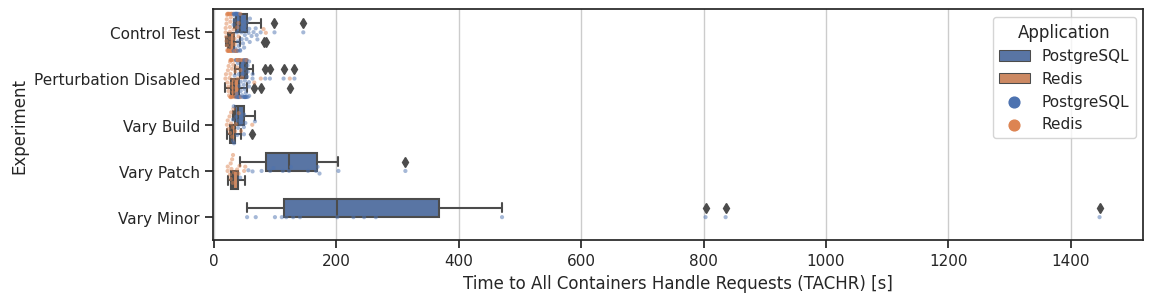 Experiment
Control Test
Perturbation Disabled
Vary Build
Vary Patch
Vary Minor
Application
PostgreSQL
Redis
PostgreSQL
Redis
0 200 400 600 800 1000 1200 1400
Time to All Containers Handle Requests (TACHR) [s]